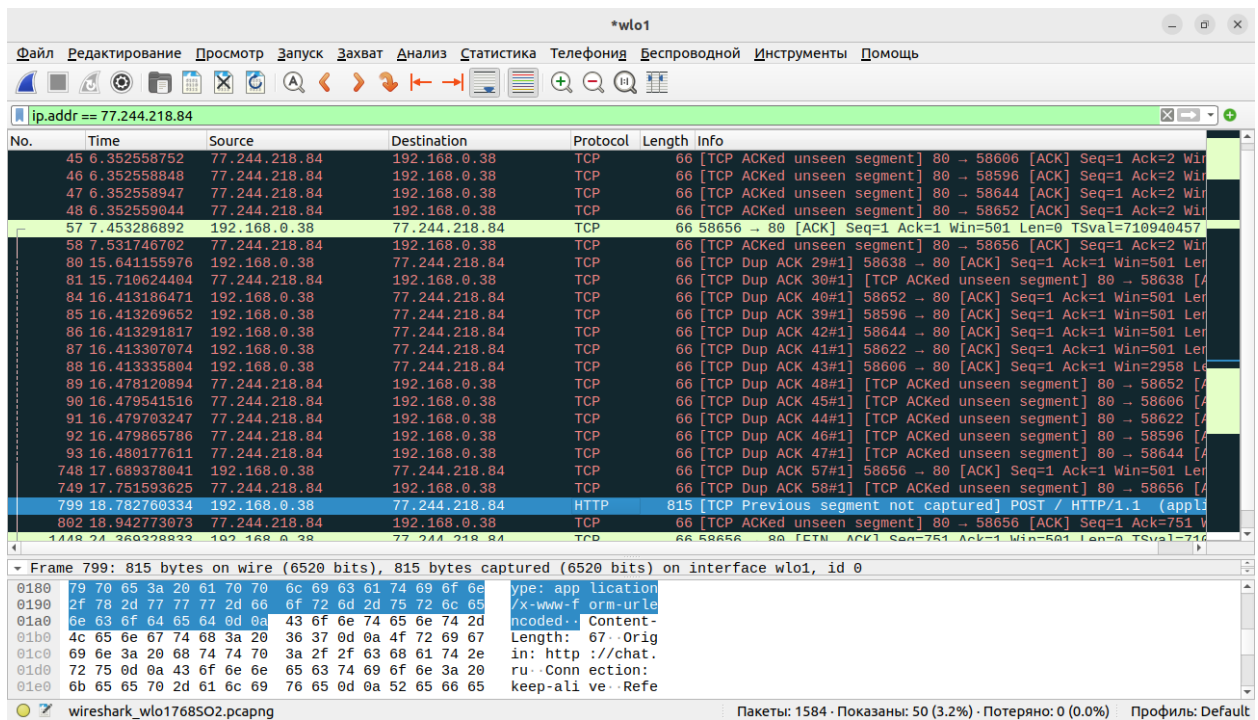 *wlo1
Файл Редактирование Просмотр Запуск Захват Анализ Статистика Телефония Беспроводной Инструменты Помощь
ip.addr == 77.244.218.84
No. Time Source Destination Protocol Length Info
45 6.352558752 77.244.218.84 192.168.0.38 TCP 66 [TCP ACKed unseen segment] 80 → 58606 [ACK] Seq=1 Ack=2 Win
46 6.352558848 77.244.218.84 192.168.0.38 TCP 66 [TCP ACKed unseen segment] 80 → 58596 [ACK] Seq=1 Ack=2 Win
47 6.352558947 77.244.218.84 192.168.0.38 TCP 66 [TCP ACKed unseen segment] 80 → 58644 [ACK] Seq=1 Ack=2 Win
48 6.352559044 77.244.218.84 192.168.0.38 TCP 66 [TCP ACKed unseen segment] 80 → 58652 [ACK] Seq=1 Ack=2 Win
57 7.453286892 192.168.0.38 77.244.218.84 TCP 66 58656 → 80 [ACK] Seq=1 Ack=1 Win=501 Len=0 TSval=710940457
58 7.531746702 77.244.218.84 192.168.0.38 TCP 66 [TCP ACKed unseen segment] 80 → 58656 [ACK] Seq=1 Ack=2 Win
80 15.641155976 192.168.0.38 77.244.218.84 TCP 66 [TCP Dup ACK 29#1] 58638 → 80 [ACK] Seq=1 Ack=1 Win=501 Len
81 15.710624404 77.244.218.84 192.168.0.38 TCP 66 [TCP Dup ACK 30#1] [TCP ACKed unseen segment] 80 → 58638 [A
84 16.413186471 192.168.0.38 77.244.218.84 TCP 66 [TCP Dup ACK 40#1] 58652 → 80 [ACK] Seq=1 Ack=1 Win=501 Len
85 16.413269652 192.168.0.38 77.244.218.84 TCP 66 [TCP Dup ACK 39#1] 58596 → 80 [ACK] Seq=1 Ack=1 Win=501 Len
86 16.413291817 192.168.0.38 77.244.218.84 TCP 66 [TCP Dup ACK 42#1] 58644 → 80 [ACK] Seq=1 Ack=1 Win=501 Len
87 16.413307074 192.168.0.38 77.244.218.84 TCP 66 [TCP Dup ACK 41#1] 58622 → 80 [ACK] Seq=1 Ack=1 Win=501 Len
88 16.413335804 192.168.0.38 77.244.218.84 TCP 66 [TCP Dup ACK 43#1] 58606 → 80 [ACK] Seq=1 Ack=1 Win=2958 Le
89 16.478120894 77.244.218.84 192.168.0.38 TCP 66 [TCP Dup ACK 48#1] [TCP ACKed unseen segment] 80 → 58652 [A
90 16.479541516 77.244.218.84 192.168.0.38 TCP 66 [TCP Dup ACK 45#1] [TCP ACKed unseen segment] 80 → 58606 [A
91 16.479703247 77.244.218.84 192.168.0.38 TCP 66 [TCP Dup ACK 44#1] [TCP ACKed unseen segment] 80 → 58622 [A
92 16.479865786 77.244.218.84 192.168.0.38 TCP 66 [TCP Dup ACK 46#1] [TCP ACKed unseen segment] 80 → 58596 [A
93 16.480177611 77.244.218.84 192.168.0.38 TCP 66 [TCP Dup ACK 47#1] [TCP ACKed unseen segment] 80 → 58644 [A
748 17.689378041 192.168.0.38 77.244.218.84 TCP 66 [TCP Dup ACK 57#1] 58656 → 80 [ACK] Seq=1 Ack=1 Win=501 Len
749 17.751593625 77.244.218.84 192.168.0.38 TCP 66 [TCP Dup ACK 58#1] [TCP ACKed unseen segment] 80 → 58656 [A
799 18.782760334 192.168.0.38 77.244.218.84 HTTP 815 [TCP Previous segment not captured] POST / HTTP/1.1 (appli
802 18.942773073 77.244.218.84 192.168.0.38 TCP 66 [TCP ACKed unseen segment] 80 → 58656 [ACK] Seq=1 Ack=751 W
1448 24.369328833 192.168.0.38 77.244.218.84 TCP 66 58656 → 80 [FIN, ACK] Seq=751 Ack=1 Win=501 Len=0 TSval=710
Frame 799: 815 bytes on wire (6520 bits), 815 bytes captured (6520 bits) on interface wlo1, id 0
0180 79 70 65 3a 20 61 70 70 6c 69 63 61 74 69 6f 6e ype: app lication
0190 2f 78 2d 77 77 77 2d 66 6f 72 6d 2d 75 72 6c 65 /x-www-f orm-urle
01a0 6e 63 6f 64 65 64 0d 0a 43 6f 6e 74 65 6e 74 2d ncoded·· Content-
01b0 4c 65 6e 67 74 68 3a 20 36 37 0d 0a 4f 72 69 67 Length: 67··Orig
01c0 69 6e 3a 20 68 74 74 70 3a 2f 2f 63 68 61 74 2e in: http ://chat.
01d0 72 75 0d 0a 43 6f 6e 6e 65 63 74 69 6f 6e 3a 20 ru··Conn ection:
01e0 6b 65 65 70 2d 61 6c 69 76 65 0d 0a 52 65 66 65 keep-ali ve··Refe
wireshark_wlo1768SO2.pcapng Пакеты: 1584 · Показаны: 50 (3.2%) · Потеряно: 0 (0.0%) Профиль: Default